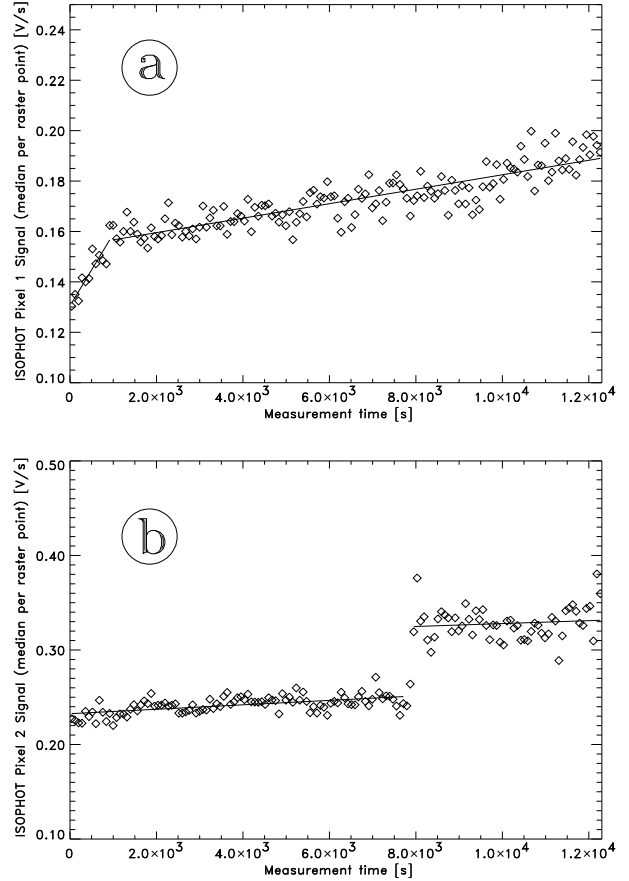 ISOPHOT Pixel 1 Signal (median per raster point) [V/s]
a
0.24
0.22
0.20
0.18
0.16
0.14
0.12
0.10
0 2.0×10³ 4.0×10³ 6.0×10³ 8.0×10³ 1.0×10⁴ 1.2×10⁴
Measurement time [s]
ISOPHOT Pixel 2 Signal (median per raster point) [V/s]
b
0.50
0.40
0.30
0.20
0.10
0 2.0×10³ 4.0×10³ 6.0×10³ 8.0×10³ 1.0×10⁴ 1.2×10⁴
Measurement time [s]